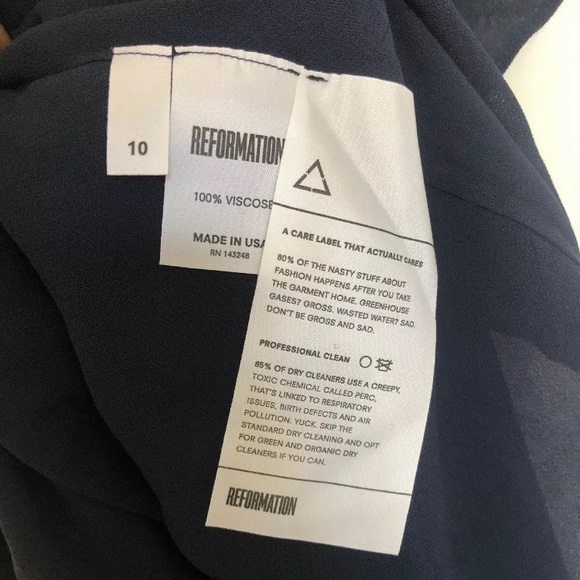 10
REFORMATION
100% VISCOSE
MADE IN USA
RN 143248
A CARE LABEL THAT ACTUALLY CARES
80% OF THE NASTY STUFF ABOUT
FASHION HAPPENS AFTER YOU TAKE
THE GARMENT HOME. GREENHOUSE
GASES? GROSS. WASTED WATER? SAD.
DON'T BE GROSS AND SAD.
PROFESSIONAL CLEAN
85% OF DRY CLEANERS USE A CREEPY,
TOXIC CHEMICAL CALLED PERC,
THAT'S LINKED TO RESPIRATORY
ISSUES, BIRTH DEFECTS AND AIR
POLLUTION. YUCK. SKIP THE
STANDARD DRY CLEANING AND OPT
FOR GREEN AND ORGANIC DRY
CLEANERS IF YOU CAN.
REFORMATION